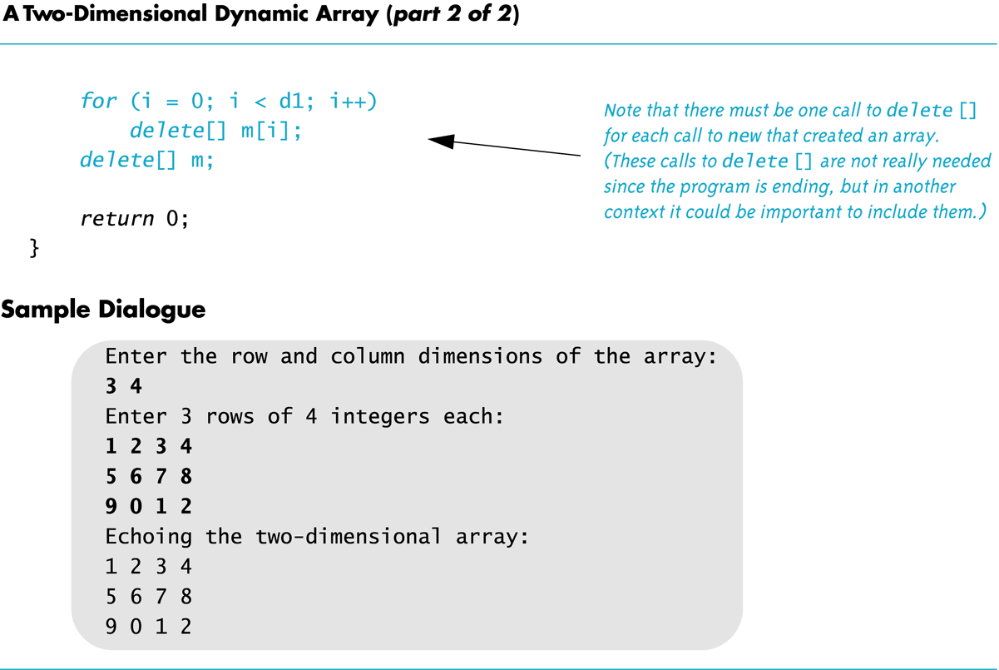 A Two-Dimensional Dynamic Array (part 2 of 2)
for (i = 0; i < d1; i++)
delete[] m[i];
delete[] m;
return 0;
}
Note that there must be one call to delete []
for each call to new that created an array.
(These calls to delete [] are not really needed
since the program is ending, but in another
context it could be important to include them.)
Sample Dialogue
Enter the row and column dimensions of the array:
3 4
Enter 3 rows of 4 integers each:
1 2 3 4
5 6 7 8
9 0 1 2
Echoing the two-dimensional array:
1 2 3 4
5 6 7 8
9 0 1 2